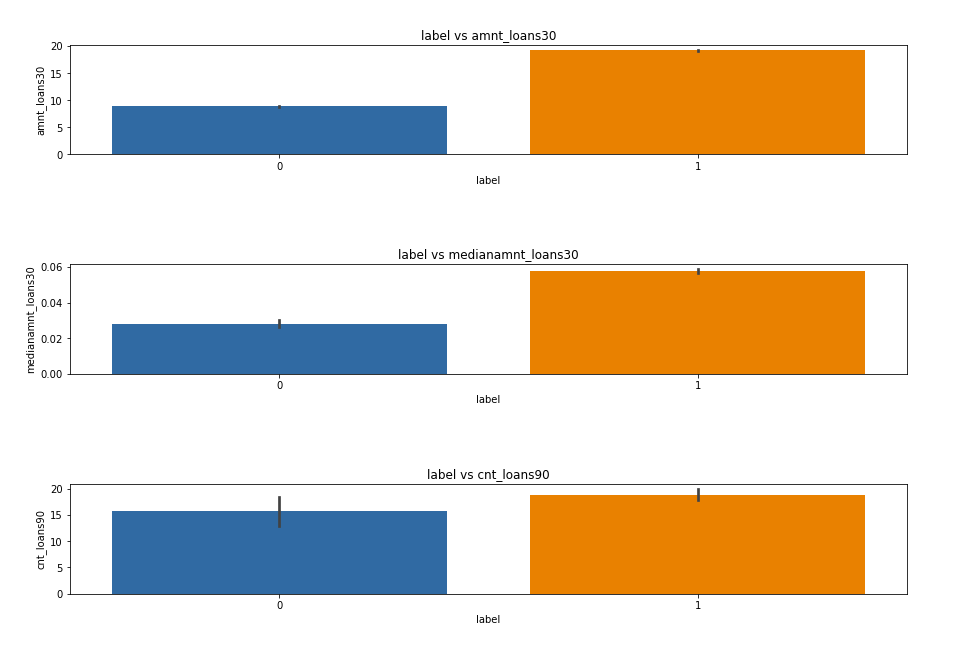 label vs amnt_loans30
20
15
10
5
0
amnt_loans30
0 1
label
label vs medianamnt_loans30
0.06
0.04
0.02
0.00
medianamnt_loans30
0 1
label
label vs cnt_loans90
20
15
10
5
0
cnt_loans90
0 1
label